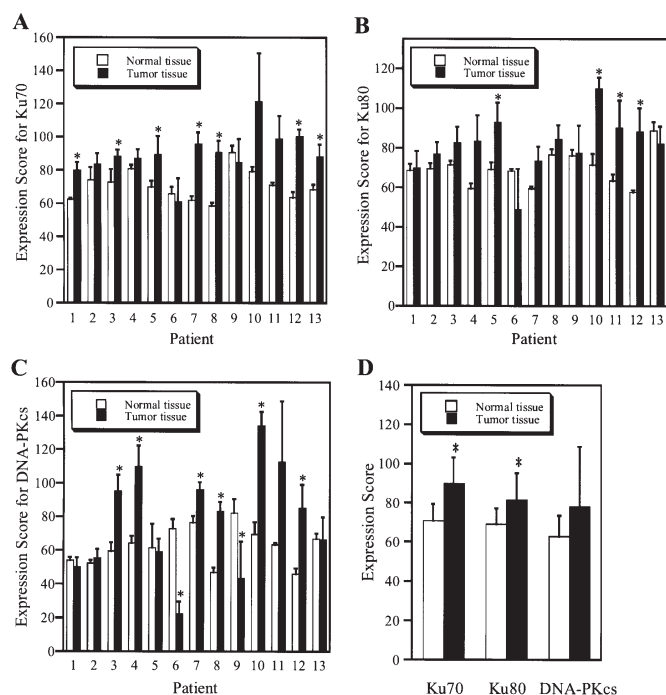 A
Expression Score for Ku70
160
140
120
100
80
60
40
20
0
Normal tissue
Tumor tissue
* * * * * * *
1 2 3 4 5 6 7 8 9 10 11 12 13
Patient
B
Expression Score for Ku80
120
100
80
60
40
20
0
Normal tissue
Tumor tissue
* * * *
1 2 3 4 5 6 7 8 9 10 11 12 13
Patient
C
Expression Score for DNA-PKcs
160
140
120
100
80
60
40
20
0
Normal tissue
Tumor tissue
* * * * * * * *
1 2 3 4 5 6 7 8 9 10 11 12 13
Patient
D
Expression Score
140
120
100
80
60
40
20
0
Normal tissue
Tumor tissue
‡ ‡
Ku70 Ku80 DNA-PKcs